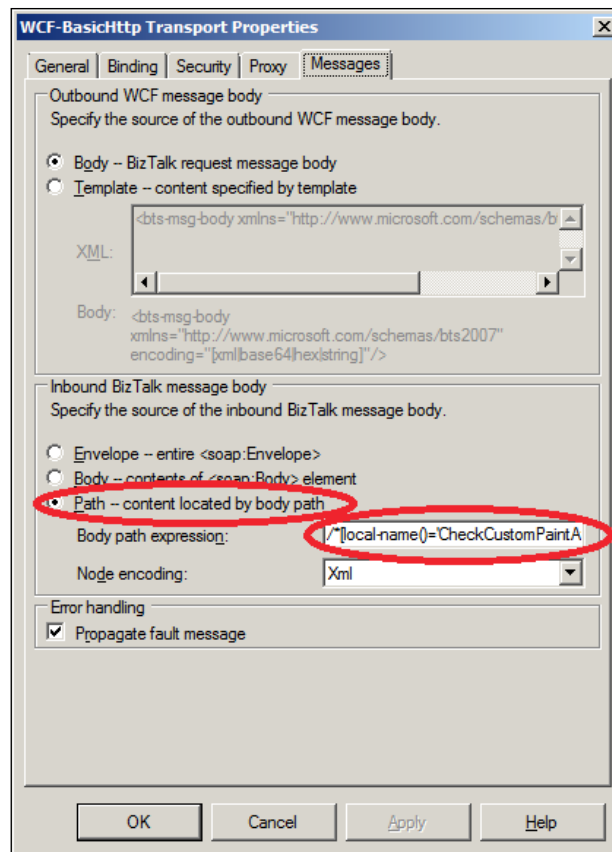 WCF-BasicHttp Transport Properties
General Binding Security Proxy Messages
Outbound WCF message body
Specify the source of the outbound WCF message body.
Body -- BizTalk request message body
Template -- content specified by template
XML:
<bts-msg-body xmlns="http://www.microsoft.com/schemas/b
Body:
<bts-msg-body
xmlns="http://www.microsoft.com/schemas/bts2007"
encoding="[xml|base64|hex|string]"/>
Inbound BizTalk message body
Specify the source of the inbound BizTalk message body.
Envelope -- entire <soap:Envelope>
Body -- contents of <soap:Body> element
Path -- content located by body path
Body path expression: /*[local-name()='CheckCustomPaintA
Node encoding: Xml
Error handling
Propagate fault message
OK Cancel Apply Help